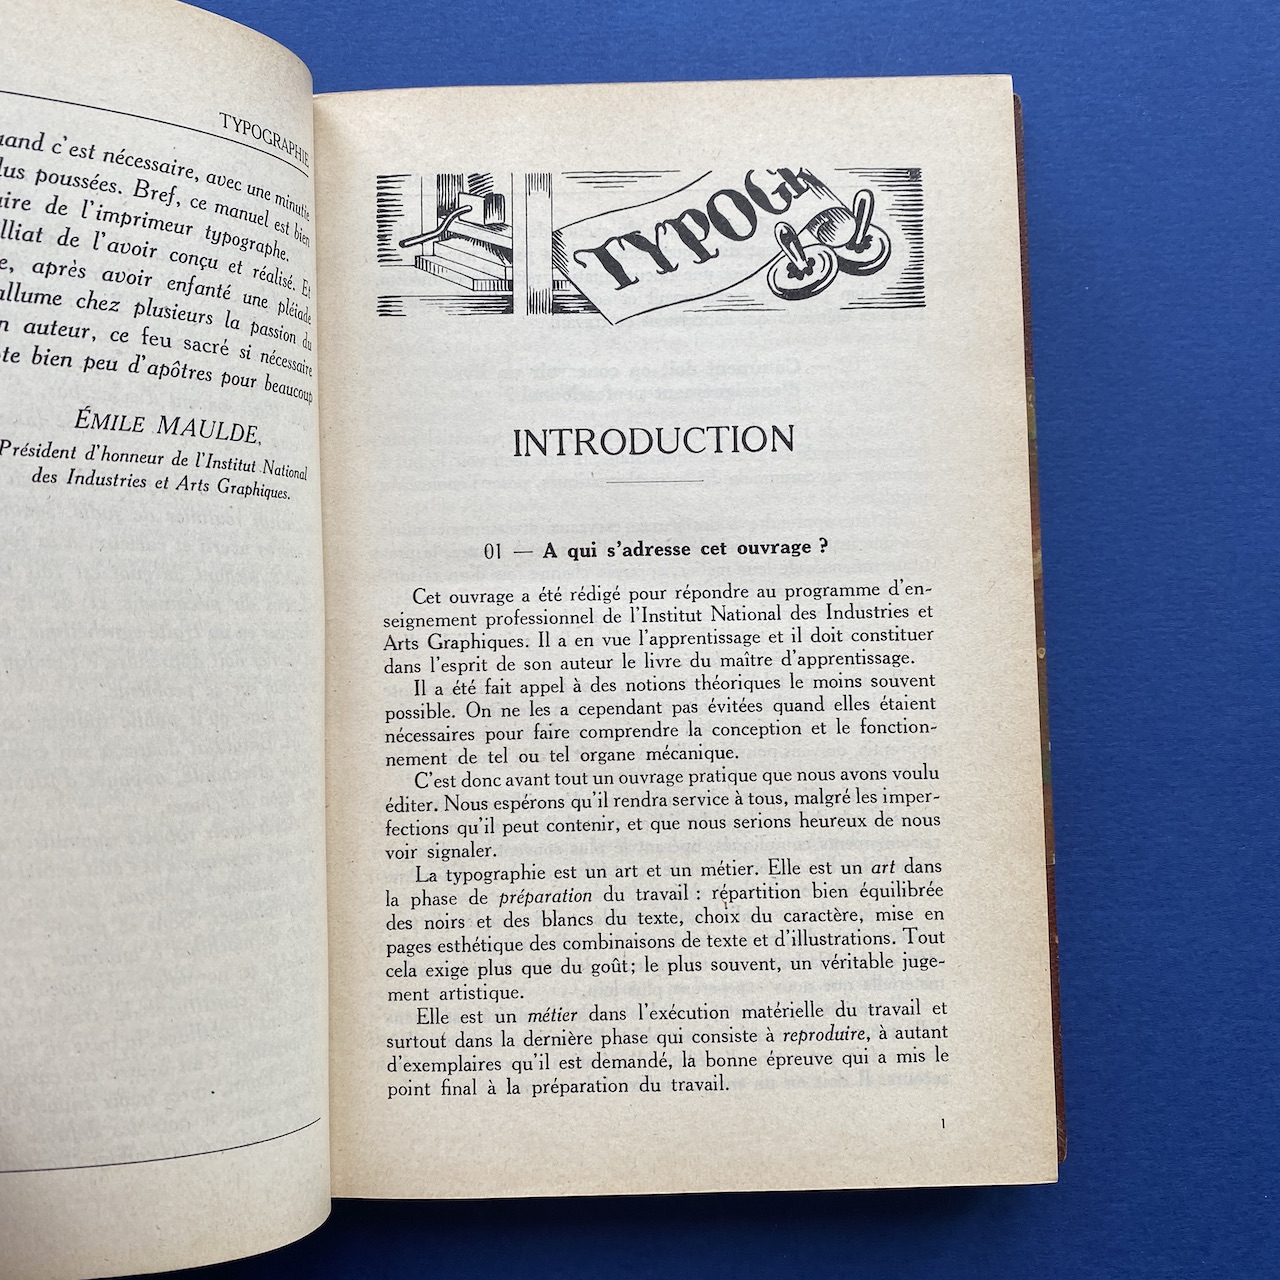 TYPOGRAPHIE
c'est nécessaire, avec une minutie
plus poussées. Bref, ce manuel est bien
de l'imprimeur typographe.
de l'avoir conçu et réalisé. Et
après avoir enfanté une pléiade
allume chez plusieurs la passion du
auteur, ce feu sacré si nécessaire
bien peu d'apôtres pour beaucoup
ÉMILE MAULDE,
Président d'honneur de l'Institut National
des Industries et Arts Graphiques.
TYPOGR
INTRODUCTION
01 — A qui s'adresse cet ouvrage ?
Cet ouvrage a été rédigé pour répondre au programme d'en-
seignement professionnel de l'Institut National des Industries et
Arts Graphiques. Il a en vue l'apprentissage et il doit constituer
dans l'esprit de son auteur le livre du maître d'apprentissage.
Il a été fait appel à des notions théoriques le moins souvent
possible. On ne les a cependant pas évitées quand elles étaient
nécessaires pour faire comprendre la conception et le fonction-
nement de tel ou tel organe mécanique.
C'est donc avant tout un ouvrage pratique que nous avons voulu
éditer. Nous espérons qu'il rendra service à tous, malgré les imper-
fections qu'il peut contenir, et que nous serions heureux de nous
voir signaler.
La typographie est un art et un métier. Elle est un art dans
la phase de préparation du travail : répartition bien équilibrée
des noirs et des blancs du texte, choix du caractère, mise en
pages esthétique des combinaisons de texte et d'illustrations. Tout
cela exige plus que du goût ; le plus souvent, un véritable juge-
ment artistique.
Elle est un métier dans l'exécution matérielle du travail et
surtout dans la dernière phase qui consiste à reproduire, à autant
d'exemplaires qu'il est demandé, la bonne épreuve qui a mis le
point final à la préparation du travail.
1